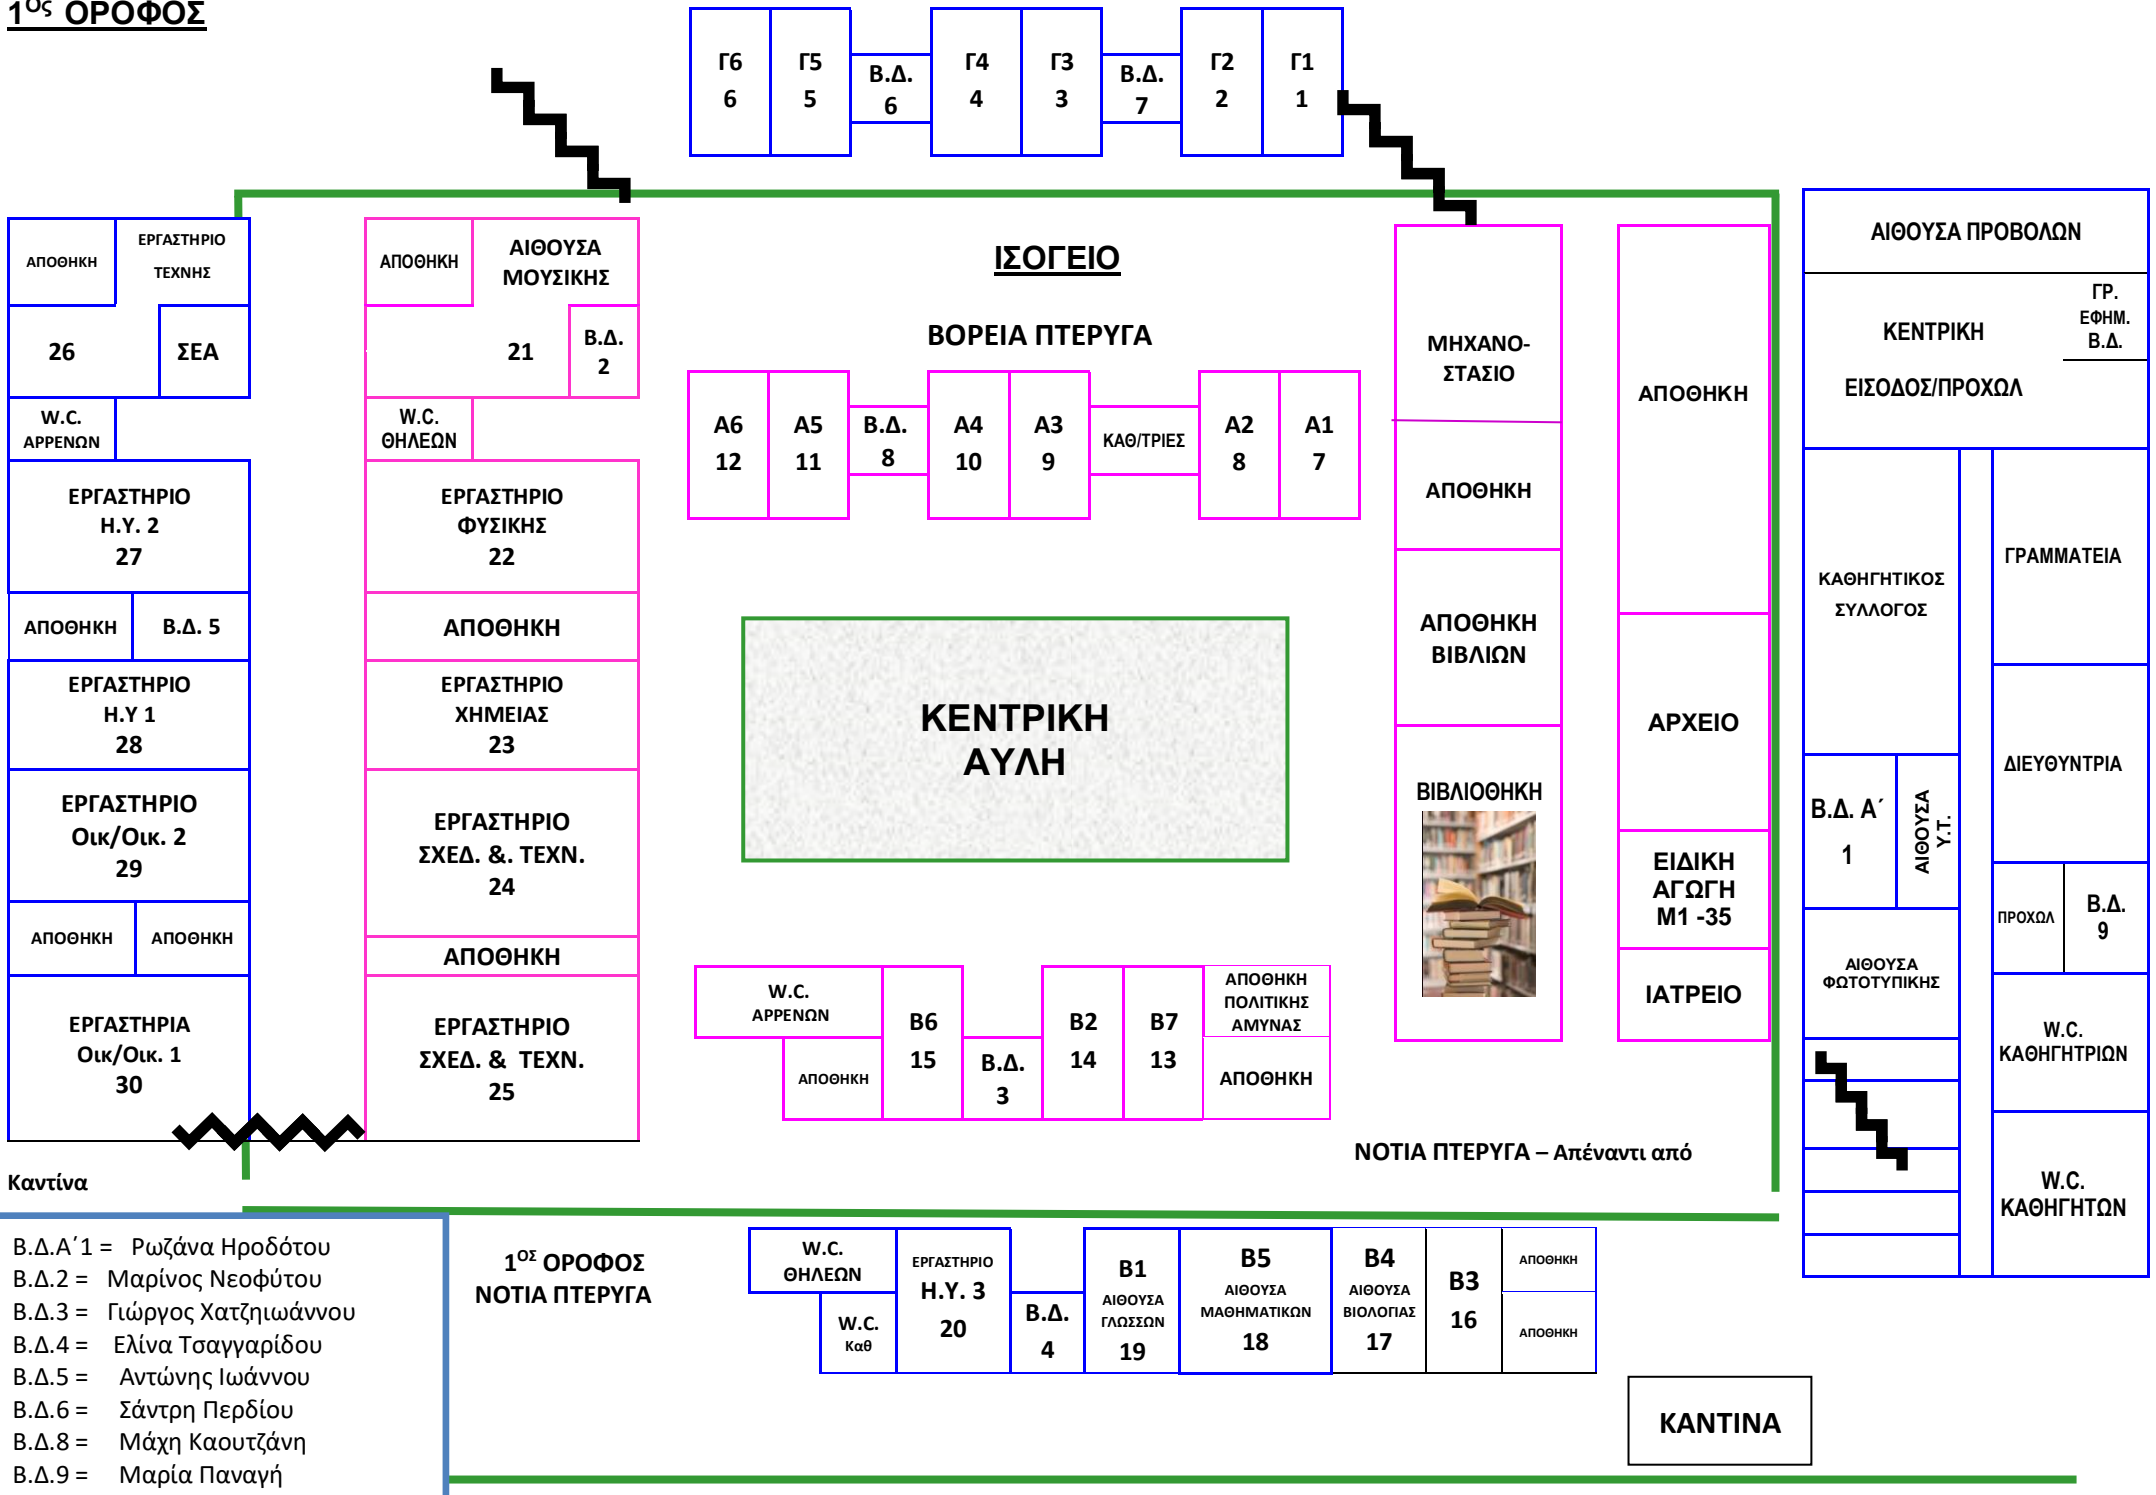 1ος ΟΡΟΦΟΣ
Γ6
6
Γ5
5
Β.Δ.
6
Γ4
4
Γ3
3
Β.Δ.
7
Γ2
2
Γ1
1
ΑΠΟΘΗΚΗ
ΕΡΓΑΣΤΗΡΙΟ
ΤΕΧΝΗΣ
26
ΣΕΑ
W.C.
ΑΡΡΕΝΩΝ
ΕΡΓΑΣΤΗΡΙΟ
Η.Υ. 2
27
ΑΠΟΘΗΚΗ
Β.Δ. 5
ΕΡΓΑΣΤΗΡΙΟ
Η.Υ 1
28
ΕΡΓΑΣΤΗΡΙΟ
Οικ/Οικ. 2
29
ΑΠΟΘΗΚΗ
ΑΠΟΘΗΚΗ
ΕΡΓΑΣΤΗΡΙΑ
Οικ/Οικ. 1
30
ΑΠΟΘΗΚΗ
ΑΙΘΟΥΣΑ
ΜΟΥΣΙΚΗΣ
21
Β.Δ.
2
W.C.
ΘΗΛΕΩΝ
ΕΡΓΑΣΤΗΡΙΟ
ΦΥΣΙΚΗΣ
22
ΑΠΟΘΗΚΗ
ΕΡΓΑΣΤΗΡΙΟ
ΧΗΜΕΙΑΣ
23
ΕΡΓΑΣΤΗΡΙΟ
ΣΧΕΔ. &. ΤΕΧΝ.
24
ΑΠΟΘΗΚΗ
ΕΡΓΑΣΤΗΡΙΟ
ΣΧΕΔ. & ΤΕΧΝ.
25
ΙΣΟΓΕΙΟ
ΒΟΡΕΙΑ ΠΤΕΡΥΓΑ
Α6
12
Α5
11
Β.Δ.
8
Α4
10
Α3
9
ΚΑΘ/ΤΡΙΕΣ
Α2
8
Α1
7
ΚΕΝΤΡΙΚΗ
ΑΥΛΗ
W.C.
ΑΡΡΕΝΩΝ
ΑΠΟΘΗΚΗ
Β6
15
Β.Δ.
3
Β2
14
Β7
13
ΑΠΟΘΗΚΗ
ΠΟΛΙΤΙΚΗΣ
ΑΜΥΝΑΣ
ΑΠΟΘΗΚΗ
ΜΗΧΑΝΟ-
ΣΤΑΣΙΟ
ΑΠΟΘΗΚΗ
ΑΠΟΘΗΚΗ
ΒΙΒΛΙΩΝ
ΒΙΒΛΙΟΘΗΚΗ
ΑΠΟΘΗΚΗ
ΑΡΧΕΙΟ
ΕΙΔΙΚΗ
ΑΓΩΓΗ
Μ1 -35
ΙΑΤΡΕΙΟ
ΑΙΘΟΥΣΑ ΠΡΟΒΟΛΩΝ
ΚΕΝΤΡΙΚΗ
ΕΙΣΟΔΟΣ/ΠΡΟΧΩΛ
ΓΡ.
ΕΦΗΜ.
Β.Δ.
ΚΑΘΗΓΗΤΙΚΟΣ
ΣΥΛΛΟΓΟΣ
ΓΡΑΜΜΑΤΕΙΑ
ΔΙΕΥΘΥΝΤΡΙΑ
Β.Δ. Α΄
1
ΑΙΘΟΥΣΑ
Υ.Τ.
ΠΡΟΧΩΛ
Β.Δ.
9
ΑΙΘΟΥΣΑ
ΦΩΤΟΤΥΠΙΚΗΣ
W.C.
ΚΑΘΗΓΗΤΡΙΩΝ
W.C.
ΚΑΘΗΓΗΤΩΝ
ΝΟΤΙΑ ΠΤΕΡΥΓΑ – Απέναντι από
Καντίνα
Β.Δ.Α΄1 = Ρωζάνα Ηροδότου
Β.Δ.2 = Μαρίνος Νεοφύτου
Β.Δ.3 = Γιώργος Χατζηιωάννου
Β.Δ.4 = Ελίνα Τσαγγαρίδου
Β.Δ.5 = Αντώνης Ιωάννου
Β.Δ.6 = Σάντρη Περδίου
Β.Δ.8 = Μάχη Καουτζάνη
Β.Δ.9 = Μαρία Παναγή
1ΟΣ ΟΡΟΦΟΣ
ΝΟΤΙΑ ΠΤΕΡΥΓΑ
W.C.
ΘΗΛΕΩΝ
W.C.
Καθ
ΕΡΓΑΣΤΗΡΙΟ
Η.Υ. 3
20
Β.Δ.
4
Β1
ΑΙΘΟΥΣΑ
ΓΛΩΣΣΩΝ
19
Β5
ΑΙΘΟΥΣΑ
ΜΑΘΗΜΑΤΙΚΩΝ
18
Β4
ΑΙΘΟΥΣΑ
ΒΙΟΛΟΓΙΑΣ
17
Β3
16
ΑΠΟΘΗΚΗ
ΑΠΟΘΗΚΗ
ΚΑΝΤΙΝΑ